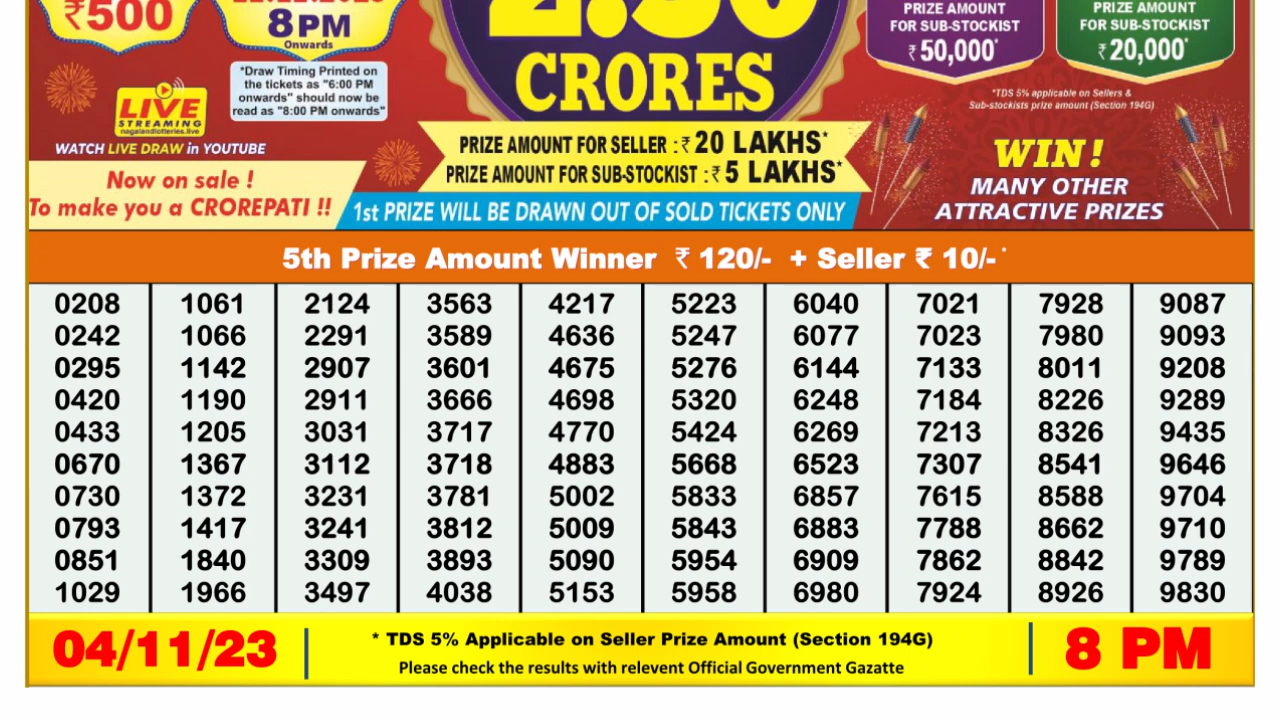 ₹500
8PM
Onwards
*Draw Timing Printed on
the tickets as "6:00 PM
onwards" should now be
read as "8:00 PM onwards"
LIVE
STREAMING
nagalandlotteries.live
WATCH LIVE DRAW in YOUTUBE
Now on sale !
To make you a CROREPATI !!
CRORES
PRIZE AMOUNT FOR SELLER : ₹ 20 LAKHS*
PRIZE AMOUNT FOR SUB-STOCKIST : ₹ 5 LAKHS*
1st PRIZE WILL BE DRAWN OUT OF SOLD TICKETS ONLY
PRIZE AMOUNT
FOR SUB-STOCKIST
₹ 50,000*
PRIZE AMOUNT
FOR SUB-STOCKIST
₹ 20,000*
*TDS 5% applicable on Sellers &
Sub-stockists prize amount (Section 194G)
WIN !
MANY OTHER
ATTRACTIVE PRIZES
5th Prize Amount Winner ₹ 120/- + Seller ₹ 10/- *
0208 1061 2124 3563 4217 5223 6040 7021 7928 9087
0242 1066 2291 3589 4636 5247 6077 7023 7980 9093
0295 1142 2907 3601 4675 5276 6144 7133 8011 9208
0420 1190 2911 3666 4698 5320 6248 7184 8226 9289
0433 1205 3031 3717 4770 5424 6269 7213 8326 9435
0670 1367 3112 3718 4883 5668 6523 7307 8541 9646
0730 1372 3231 3781 5002 5833 6857 7615 8588 9704
0793 1417 3241 3812 5009 5843 6883 7788 8662 9710
0851 1840 3309 3893 5090 5954 6909 7862 8842 9789
1029 1966 3497 4038 5153 5958 6980 7924 8926 9830
04/11/23
* TDS 5% Applicable on Seller Prize Amount (Section 194G)
Please check the results with relevent Official Government Gazatte
8 PM